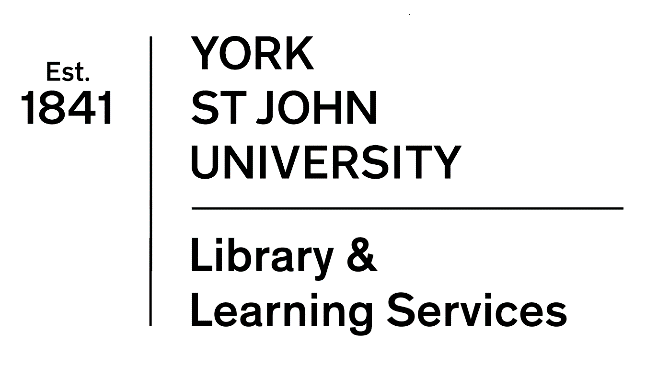 Est.
1841
YORK
ST JOHN
UNIVERSITY
Library &
Learning Services